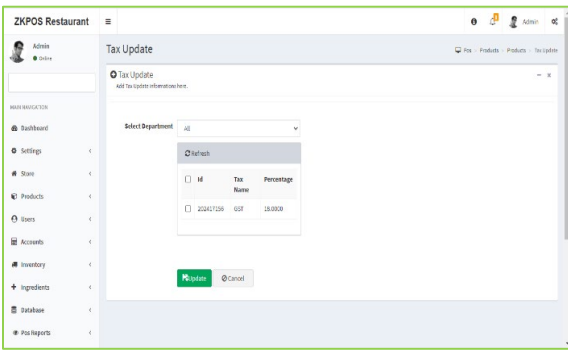 ZKPOS Restaurant
Admin
Admin
Online
Tax Update
Pos - Products - Products - Tax Update
Tax Update
Add Tax Update informations here.
MAIN NAVIGATION
Dashboard
Settings
Store
Products
Users
Accounts
Inventory
Ingredients
Database
Pos Reports
Select Department
All
Refresh
Id Tax Name Percentage
202417156 GST 18.0000
Update
Cancel